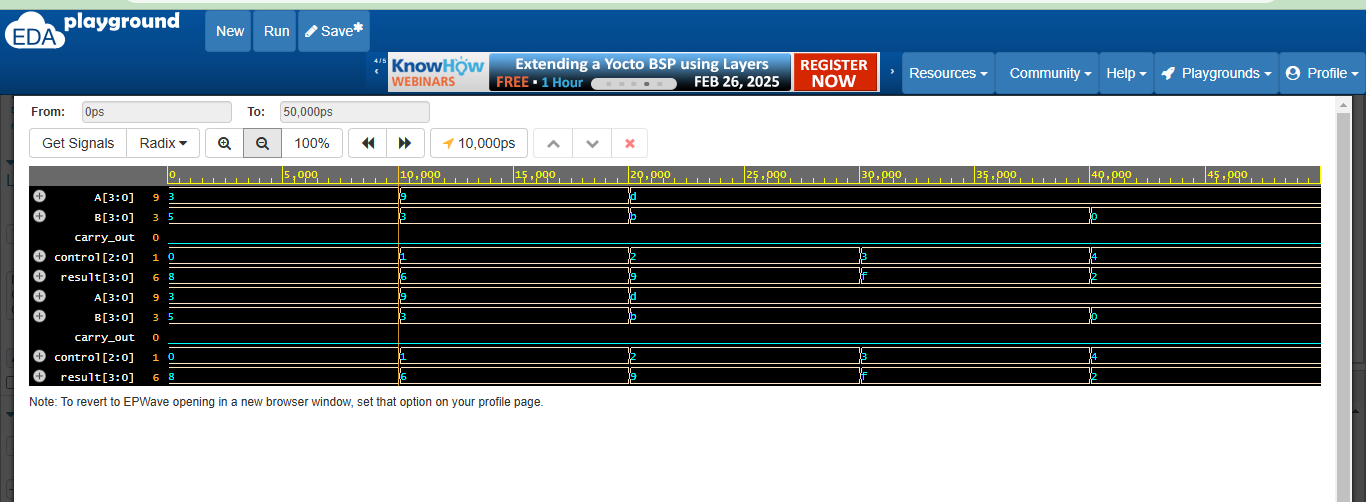 EDA playground
New Run Save*
4/5
KnowHow WEBINARS
Extending a Yocto BSP using Layers
FREE • 1 Hour FEB 26, 2025
REGISTER NOW
Resources Community Help Playgrounds Profile
From: 0ps To: 50,000ps
Get Signals Radix 100% 10,000ps
0 5,000 10,000 15,000 20,000 25,000 30,000 35,000 40,000 45,000
A[3:0] 9 3 9 d
B[3:0] 3 5 3 b 0
carry_out 0
control[2:0] 1 0 1 2 3 4
result[3:0] 6 8 6 9 f 2
A[3:0] 9 3 9 d
B[3:0] 3 5 3 b 0
carry_out 0
control[2:0] 1 0 1 2 3 4
result[3:0] 6 8 6 9 f 2
Note: To revert to EPWave opening in a new browser window, set that option on your profile page.